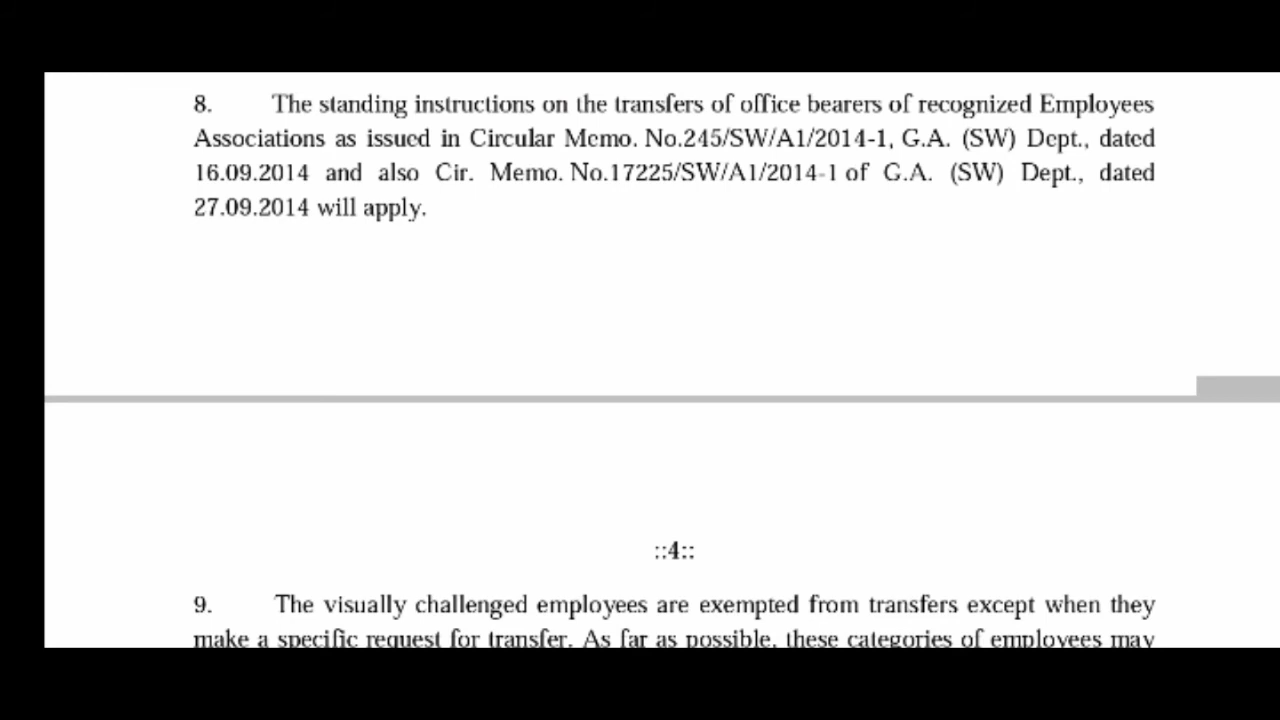 8. The standing instructions on the transfers of office bearers of recognized Employees
Associations as issued in Circular Memo. No.245/SW/A1/2014-1, G.A. (SW) Dept., dated
16.09.2014 and also Cir. Memo. No.17225/SW/A1/2014-1 of G.A. (SW) Dept., dated
27.09.2014 will apply.
::4::
9. The visually challenged employees are exempted from transfers except when they
make a specific request for transfer. As far as possible, these categories of employees may